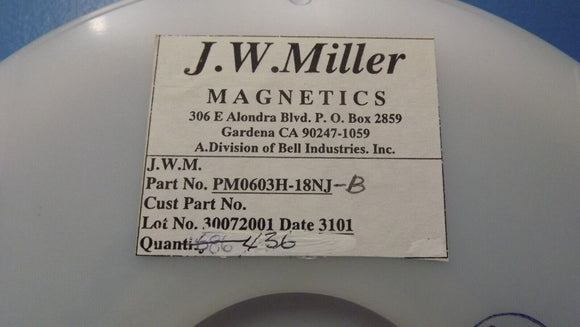 J.W.Miller
MAGNETICS
306 E Alondra Blvd. P. O. Box 2859
Gardena CA 90247-1059
A.Division of Bell Industries. Inc.
J.W.M.
Part No. PM0603H-18NJ-B
Cust Part No.
Lot No. 30072001 Date 3101
Quanti 436